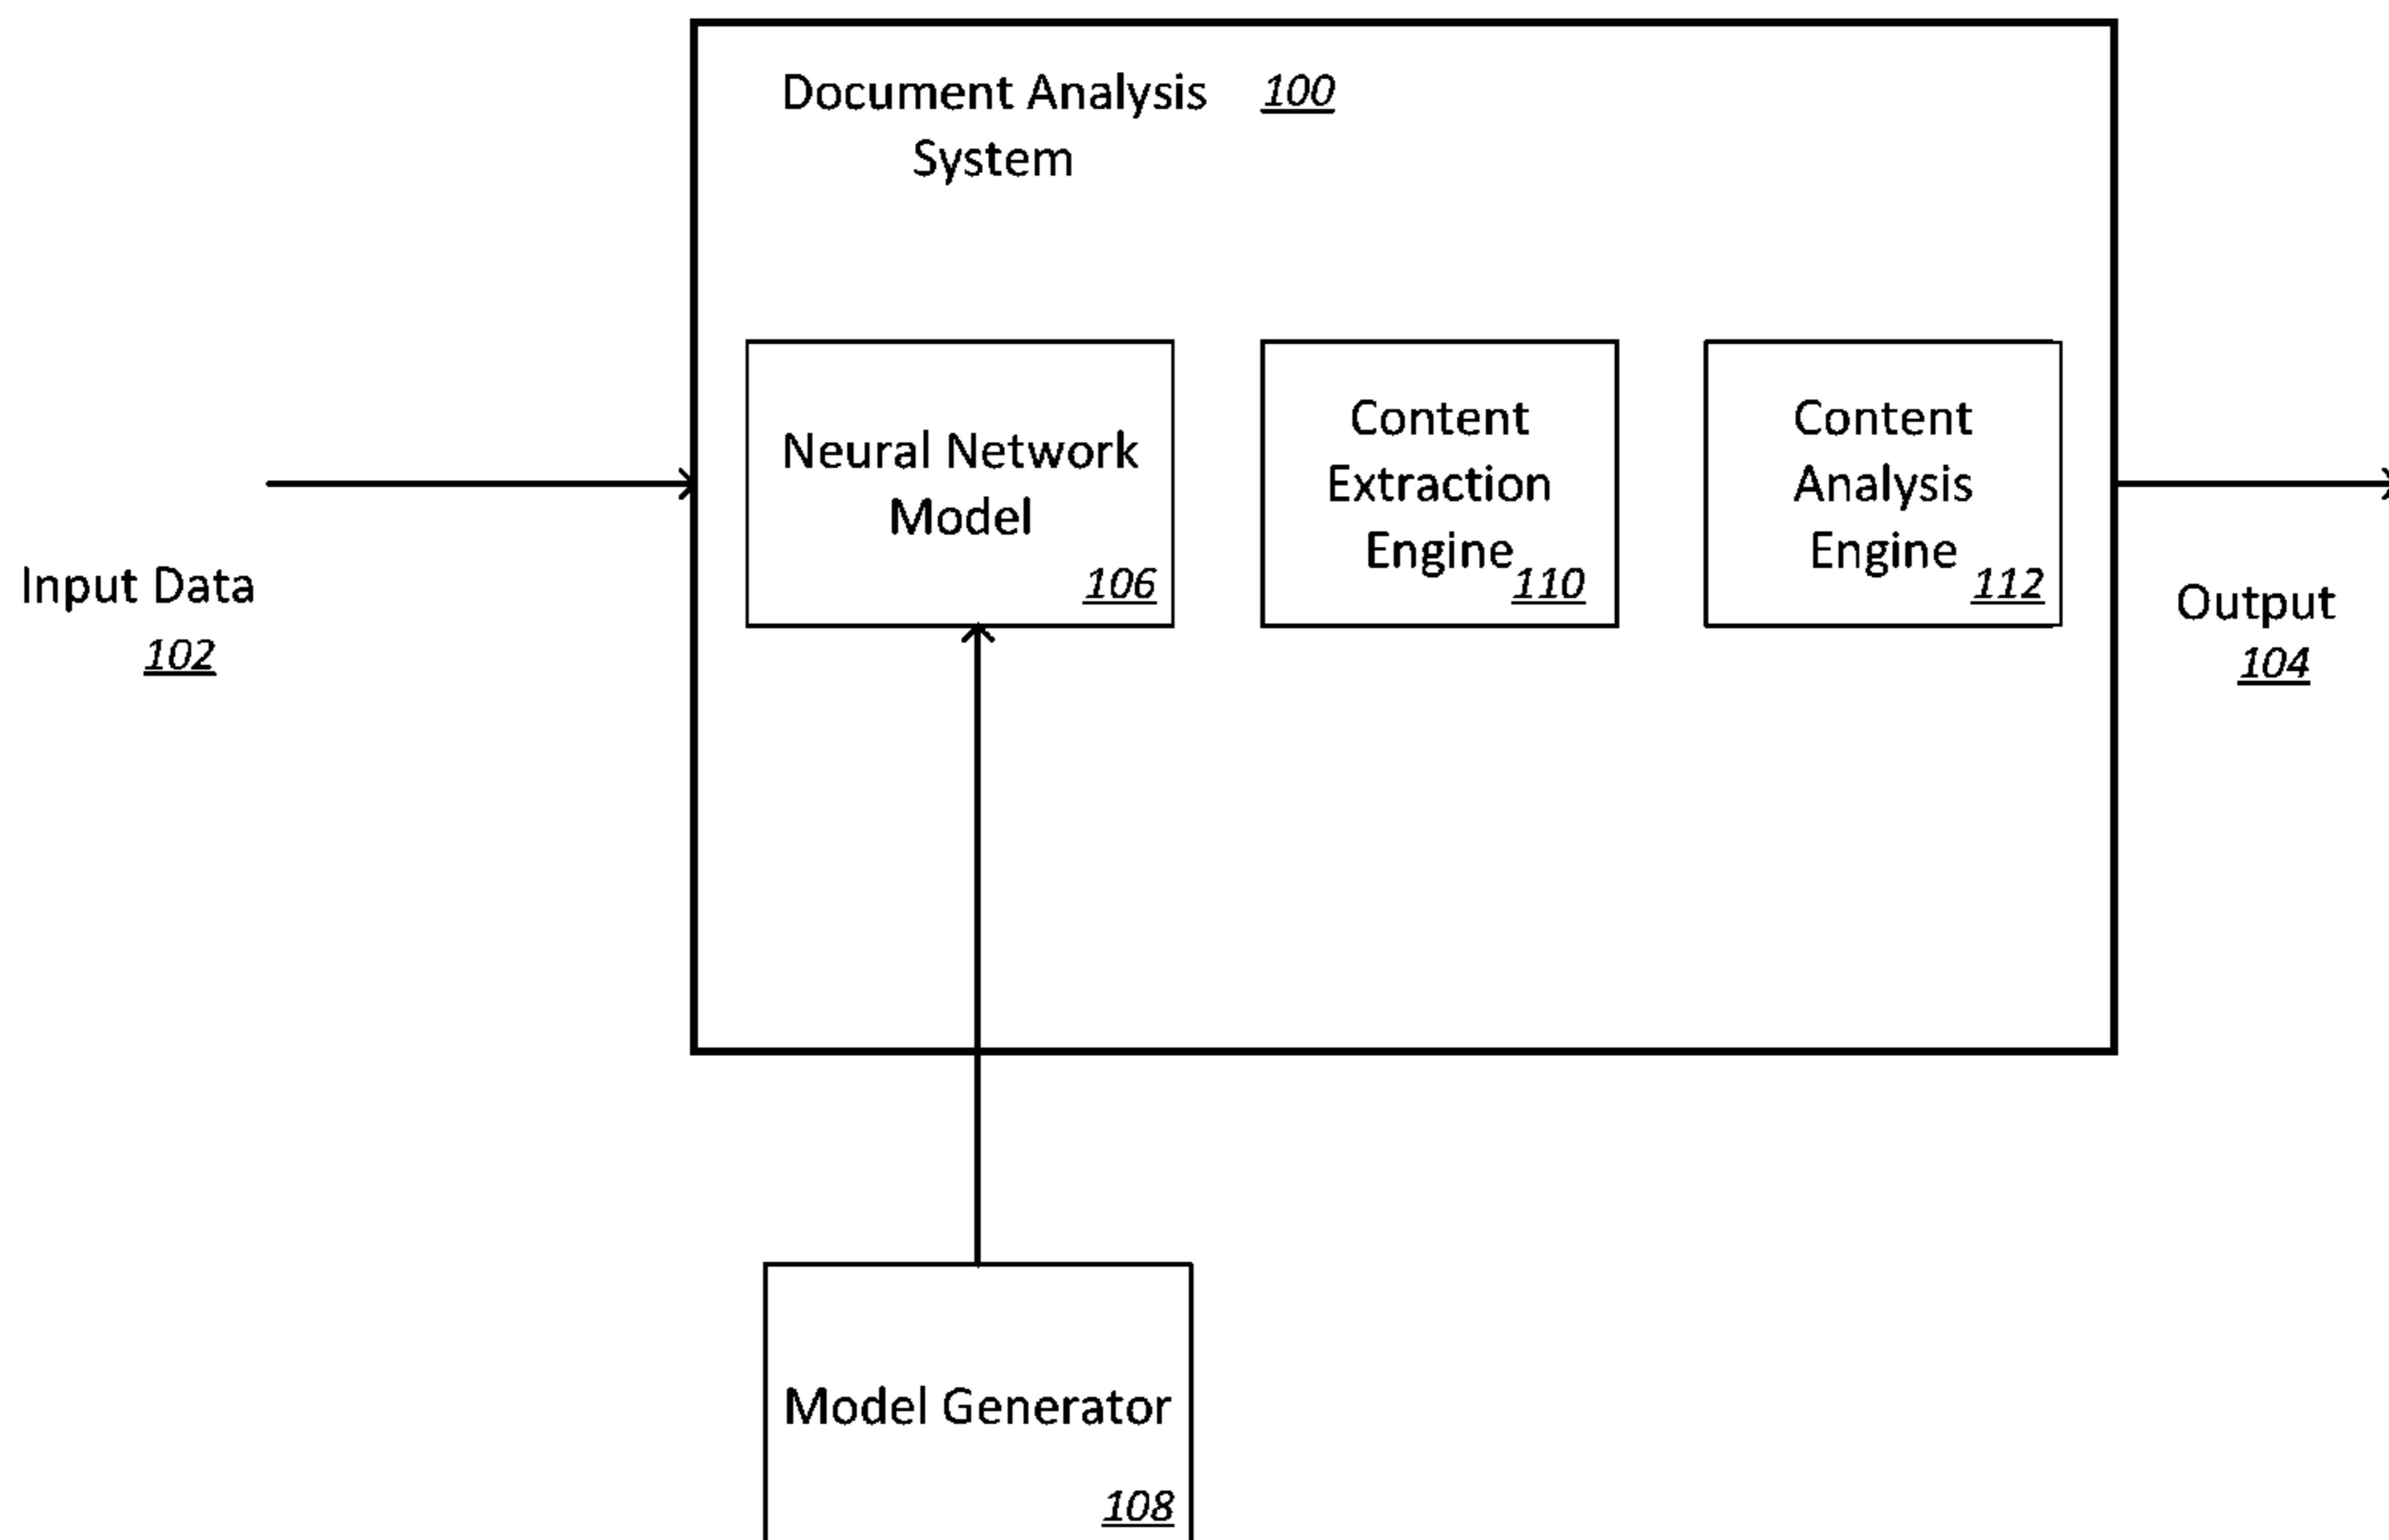 Document Analysis 100
System
Input Data
102
Neural Network
Model
106
Content
Extraction
Engine 110
Content
Analysis
Engine 112
Output
104
Model Generator
108